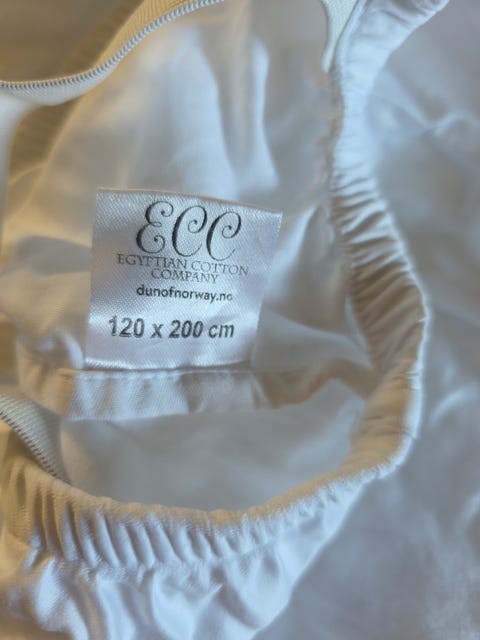 ECC
EGYPTIAN COTTON
COMPANY
dunofnorway.no
120 x 200 cm